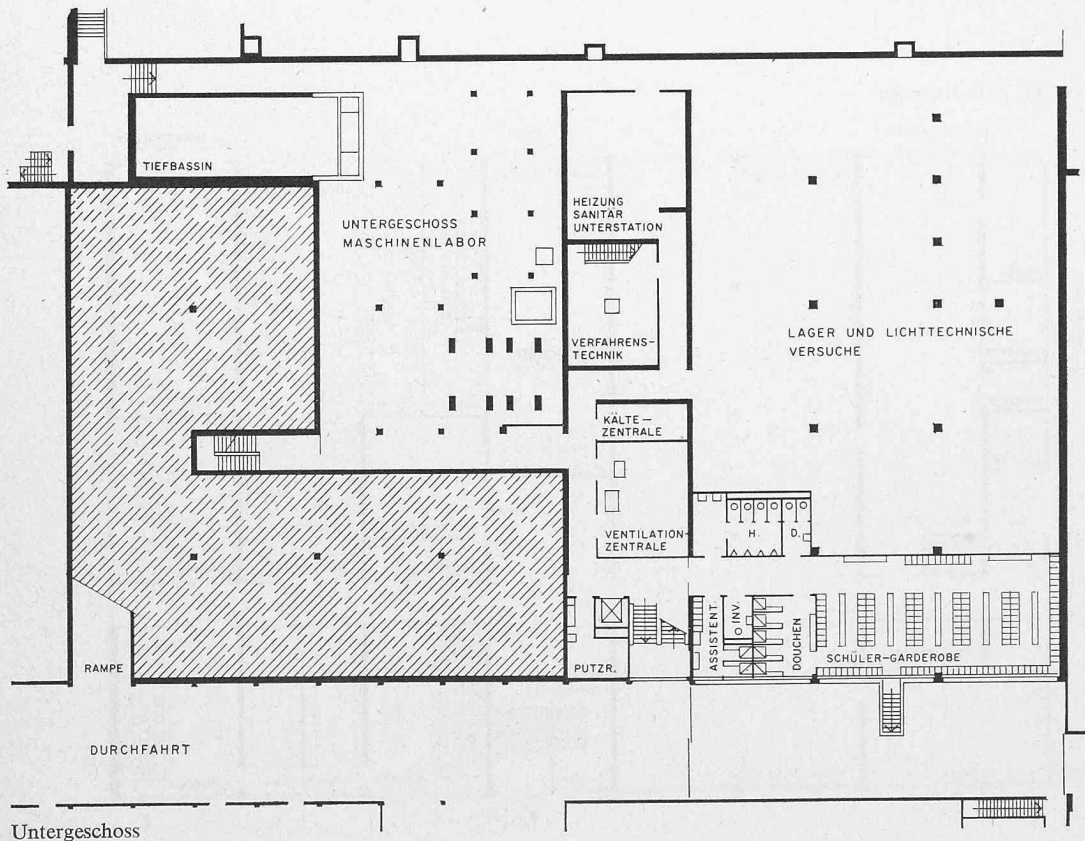 TIEFBASSIN
UNTERGESCHOSS
MASCHINENLABOR
HEIZUNG
SANITÄR
UNTERSTATION
VERFAHRENS-
TECHNIK
LAGER UND LICHTTECHNISCHE
VERSUCHE
KÄLTE-
ZENTRALE
VENTILATION-
ZENTRALE
H.
D.
ASSISTENT.
INV.
DOUCHEN
SCHÜLER-GARDEROBE
RAMPE
PUTZR.
DURCHFAHRT
Untergeschoss